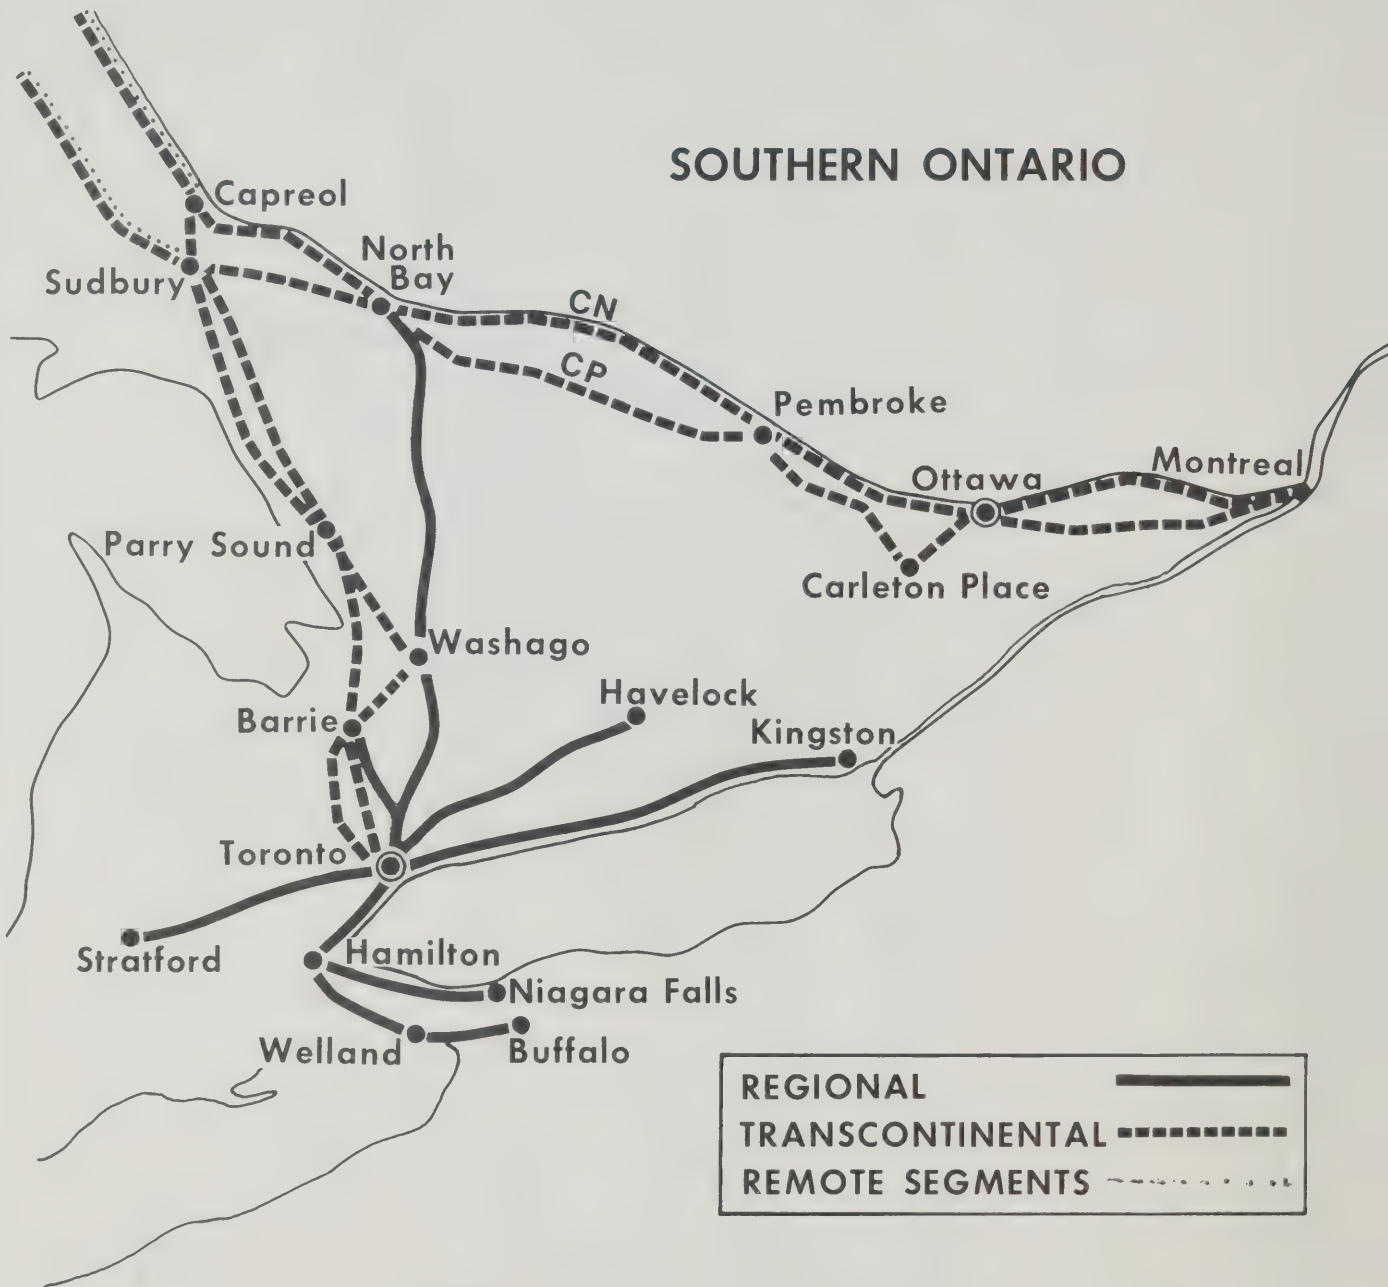 SOUTHERN ONTARIO
Capreol
North
Bay
Sudbury
CN
CP
Pembroke
Ottawa
Montreal
Parry Sound
Carleton Place
Washago
Havelock
Barrie
Kingston
Toronto
Stratford
Hamilton
Niagara Falls
Welland
Buffalo
REGIONAL
TRANSCONTINENTAL
REMOTE SEGMENTS